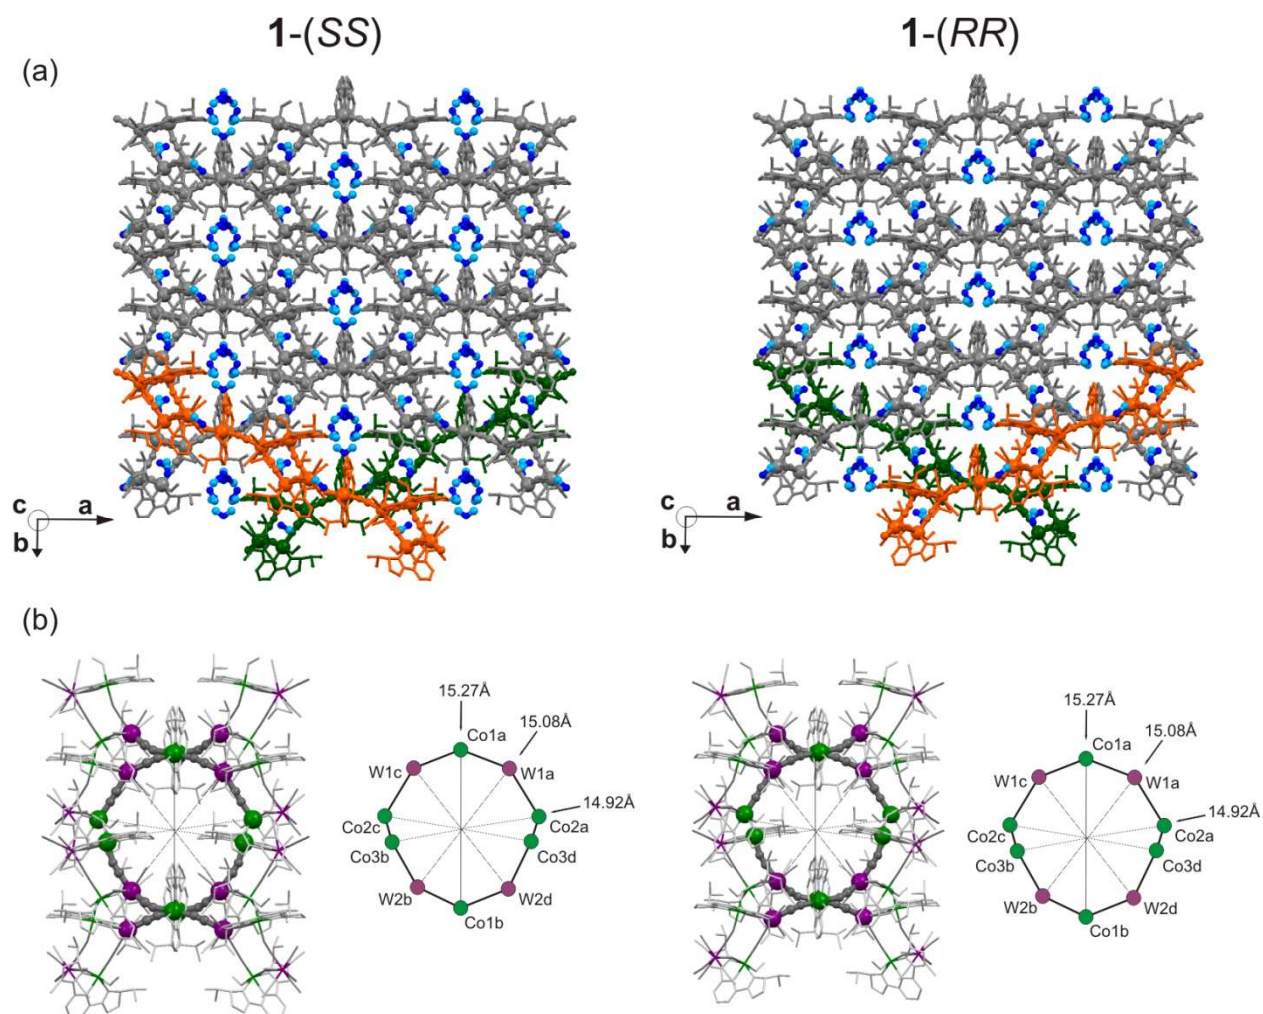 1-(SS)
1-(RR)
(a)
c
a
b
c
a
b
(b)
15.27Å
15.08Å
Co1a
W1c
W1a
14.92Å
Co2c
Co2a
Co3b
Co3d
W2b
W2d
Co1b
15.27Å
15.08Å
Co1a
W1c
W1a
14.92Å
Co2c
Co2a
Co3b
Co3d
W2b
W2d
Co1b